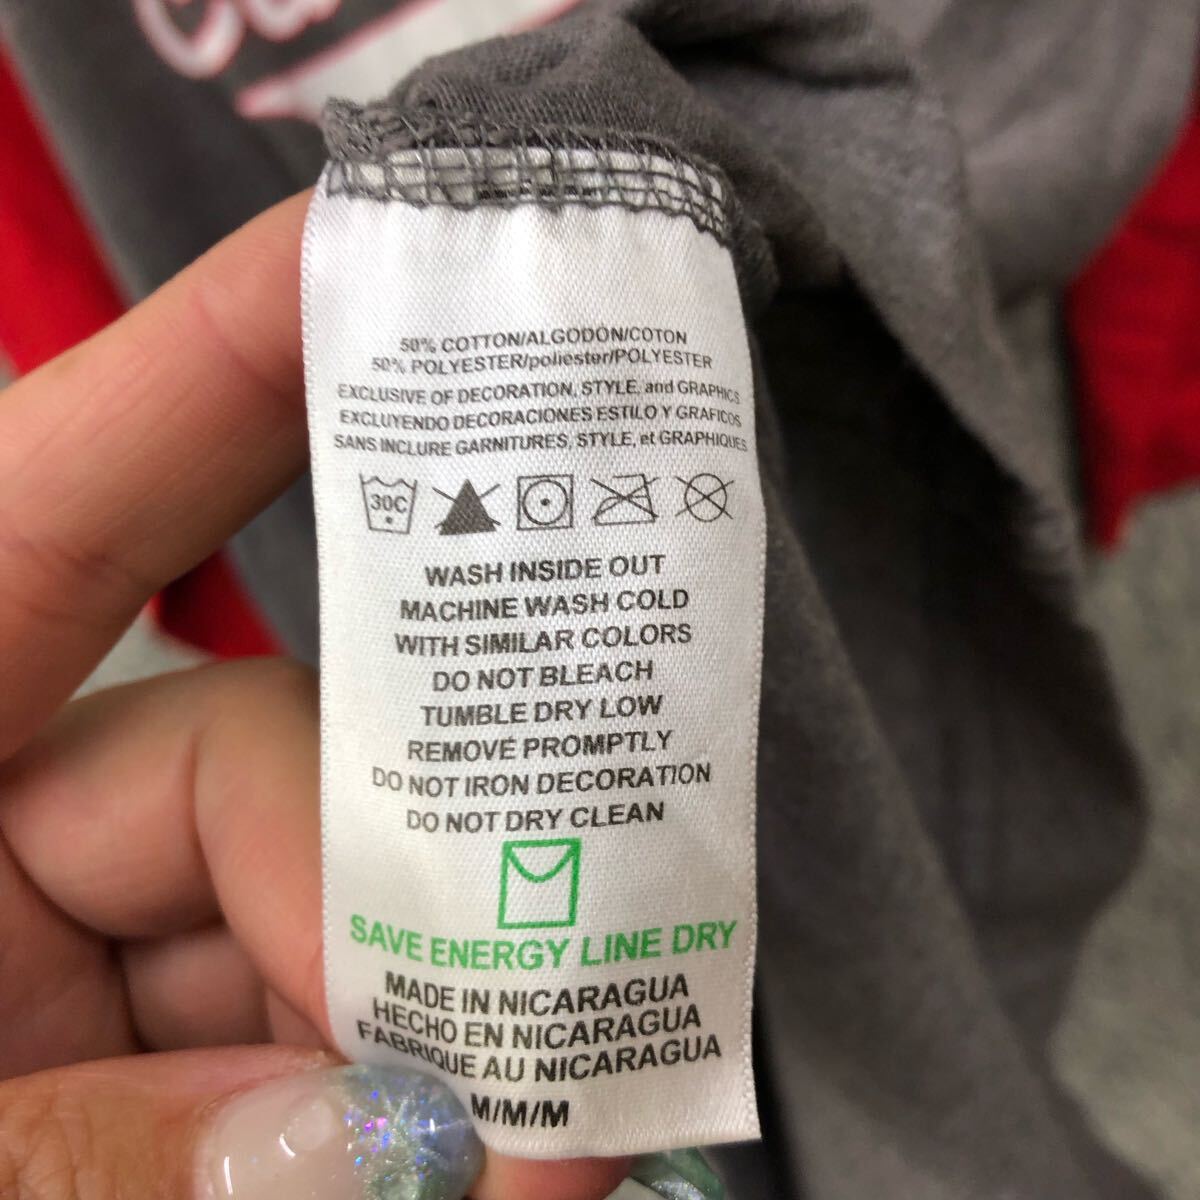 50% COTTON/ALGODON/COTON
50% POLYESTER/poliester/POLYESTER
EXCLUSIVE OF DECORATION, STYLE, and GRAPHICS
EXCLUYENDO DECORACIONES ESTILO Y GRAFICOS
SANS INCLURE GARNITURES, STYLE, et GRAPHIQUES
30C
WASH INSIDE OUT
MACHINE WASH COLD
WITH SIMILAR COLORS
DO NOT BLEACH
TUMBLE DRY LOW
REMOVE PROMPTLY
DO NOT IRON DECORATION
DO NOT DRY CLEAN
SAVE ENERGY LINE DRY
MADE IN NICARAGUA
HECHO EN NICARAGUA
FABRIQUE AU NICARAGUA
M/M/M